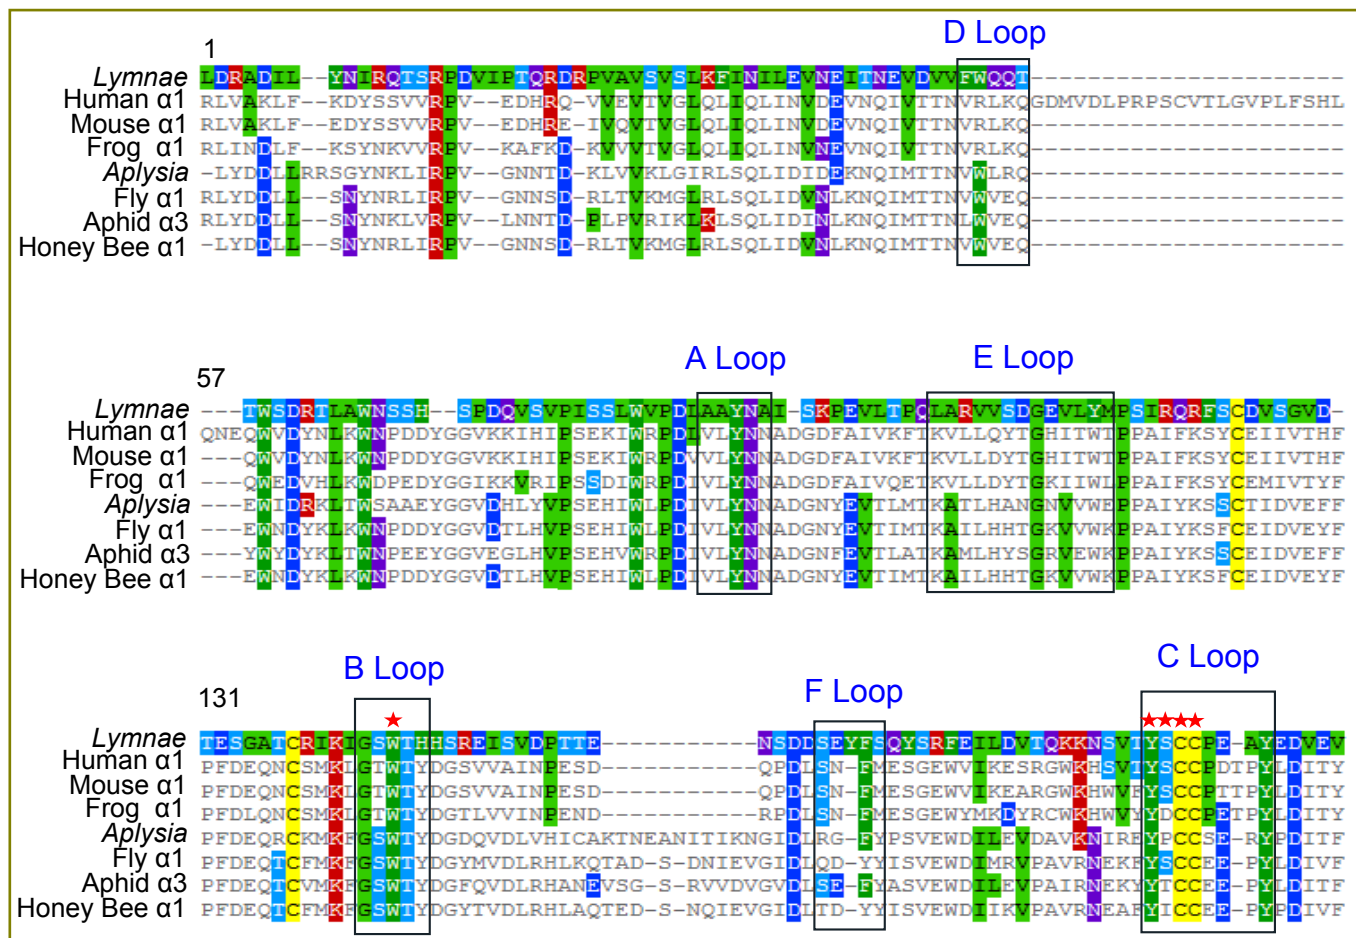 D Loop
1
Lymnae LDRADIL--YNIRQTSRPDVIPTQRDRPVAVSVSLKFINILEVNEITNEVDVVFWQQT----------------------
Human α1 RLVAKLF--KDYSSVVRPV--EDHRQ-VVEVTVGLQLIQLINVDEVNQIVTTNVRLKQGDMVDLPRPSCVTLGVPLFSHL
Mouse α1 RLVAKLF--EDYSSVVRPV--EDHRE-IVQVTVGLQLIQLINVDEVNQIVTTNVRLKQ----------------------
Frog α1 RLINDLF--KSYNKVVRPV--KAFKD-KVVVTVGLQLIQLINVNEVNQIVTTNVRLKQ----------------------
Aplysia -LYDDLLRRSGYNKLIRPV--GNNTD-KLVVKLGIRLSQLIDIDEKNQIMTTNVWLRQ----------------------
Fly α1 RLYDDLL--SNYNRLIRPV--GNNSD-RLTVKMGLRLSQLIDVNLKNQIMTTNVWVEQ----------------------
Aphid α3 RLYDDLL--SNYNKLVRPV--LNNTD-PLPVRIKLKLSQLIDINLKNQIMTTNVWVEQ----------------------
Honey Bee α1 -LYDDLL--SNYNRLIRPV--GNNSD-RLTVKMGLRLSQLIDVNLKNQIMTTNVWVEQ----------------------
A Loop E Loop
57
Lymnae ---TWSDRTLAWNSSH--SPDQVSVPISSLWVPDLAAYNAI-SKPEVLTPQLARVVSDGEVLYMPSIRQRFSCDVSGVD-
Human α1 QNEQWVDYNLKWNPDDYGGVKKIHIPSEKIWRPDLVLYNNADGDFAIVKFTKVLLQYTGHITWTPPAIFKSYCEIIVTHF
Mouse α1 ---QWVDYNLKWNPDDYGGVKKIHIPSEKIWRPDVVLYNNADGDFAIVKFTKVLLDYTGHITWTPPAIFKSYCEIIVTHF
Frog α1 ---QWEDVHLKWDPEDYGGIKKVRIPSSDIWRPDIVLYNNADGDFAIVQETKVLLDYTGKIIWTPPAIFKSYCEMIVTYF
Aplysia ---EWIDRKLTWSAAEYGGVDHLYVPSEHIWLPDIVLYNNADGNYEVTLMTKATLHANGNVVWEPPAIYKSSCTIDVEFF
Fly α1 ---EWNDYKLKWNPDDYGGVDTLHVPSEHIWLPDIVLYNNADGNYEVTIMTKAILHHTGKVVWKPPAIYKSFCEIDVEYF
Aphid α3 ---YWYDYKLTWNPEEYGGVEGLHVPSEHVWRPDIVLYNNADGNFEVTLATKAMLHYSGRVEWKPPAIYKSSCEIDVEFF
Honey Bee α1 ---EWNDYKLKWNPDDYGGVDTLHVPSEHIWLPDIVLYNNADGNYEVTIMTKAILHHTGKVVWKPPAIYKSFCEIDVEYF
B Loop F Loop C Loop
131
Lymnae TESGATCRIKIGSWTHHSREISVDPTTE-----------NSDDSEYFSQYSRFEILDVTQKKNSVTYSCCPE-AYEDVEV
Human α1 PFDEQNCSMKLGTWTYDGSVVAINPESD-----------QPDLSN-FMESGEWVIKESRGWKHSVTYSCCPDTPYLDITY
Mouse α1 PFDEQNCSMKLGTWTYDGSVVAINPESD-----------QPDLSN-FMESGEWVIKEARGWKHWVFYSCCPTTPYLDITY
Frog α1 PFDLQNCSMKLGTWTYDGTLVVINPEND-----------RPDLSN-FMESGEWYMKDYRCWKHWVYYDCCPETPYLDITY
Aplysia PFDEQRCKMKFGSWTYDGDQVDLVHICAKTNEANITIKNGIDLRG-FYPSVEWDILEVDAVKNIREYPCCSE-RYPDITF
Fly α1 PFDEQTCFMKFGSWTYDGYMVDLRHLKQTAD-S-DNIEVGIDLQD-YYISVEWDIMRVPAVRNEKFYSCCEE-PYLDIVF
Aphid α3 PFDEQTCVMKFGSWTYDGFQVDLRHANEVSG-S-RVVDVGVDLSE-FYASVEWDILEVPAIRNEKYYTCCEE-PYLDITF
Honey Bee α1 PFDEQTCFMKFGSWTYDGYTVDLRHLAQTED-S-NQIEVGIDLTD-YYISVEWDIIKVPAVRNEAFYICCEE-PYPDIVF